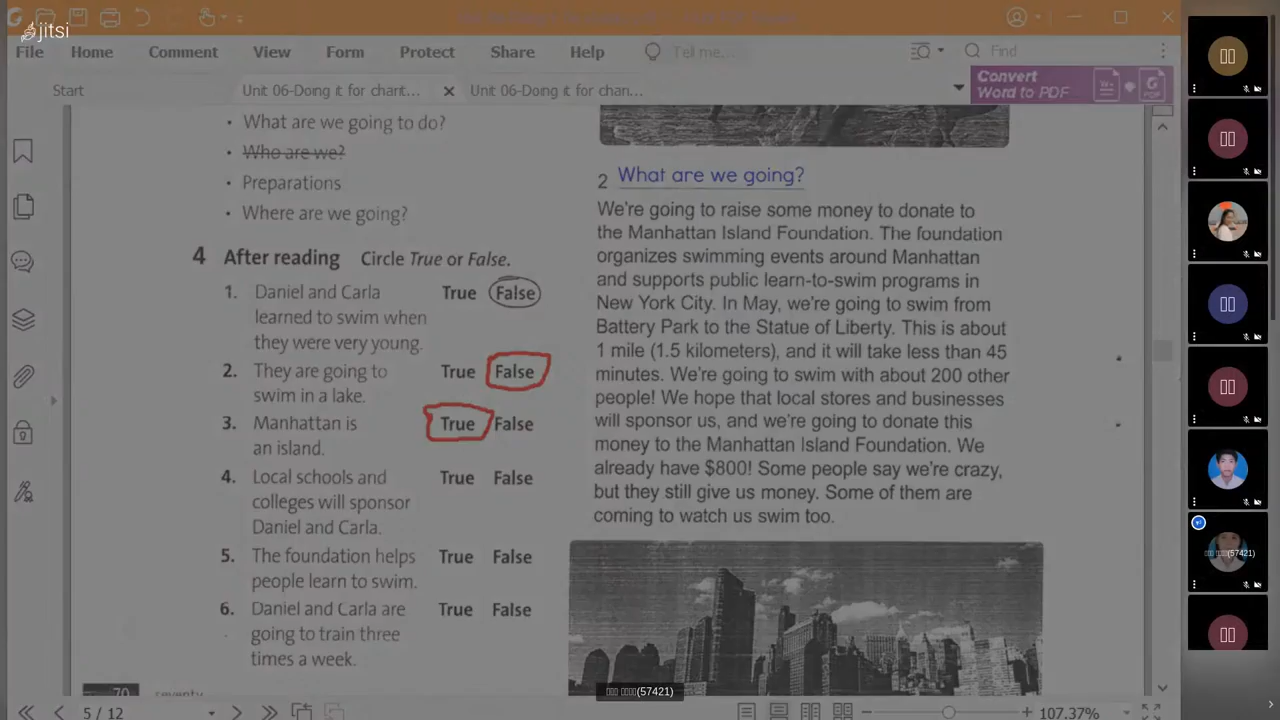 jitsi
File Home Comment View Form Protect Share Help Tell me... Find
Start Unit 06-Doing it for chart... Unit 06-Doing it for chan... Convert Word to PDF
• What are we going to do?
• Who are we?
• Preparations
• Where are we going?
4 After reading Circle True or False.
1. Daniel and Carla True False
learned to swim when
they were very young.
2. They are going to True False
swim in a lake.
3. Manhattan is True False
an island.
4. Local schools and True False
colleges will sponsor
Daniel and Carla.
5. The foundation helps True False
people learn to swim.
6. Daniel and Carla are True False
going to train three
times a week.
70 seventy
2 What are we going?
We're going to raise some money to donate to
the Manhattan Island Foundation. The foundation
organizes swimming events around Manhattan
and supports public learn-to-swim programs in
New York City. In May, we're going to swim from
Battery Park to the Statue of Liberty. This is about
1 mile (1.5 kilometers), and it will take less than 45
minutes. We're going to swim with about 200 other
people! We hope that local stores and businesses
will sponsor us, and we're going to donate this
money to the Manhattan Island Foundation. We
already have $800! Some people say we're crazy,
but they still give us money. Some of them are
coming to watch us swim too.
(57421)
(57421)
5 / 12
107.37%